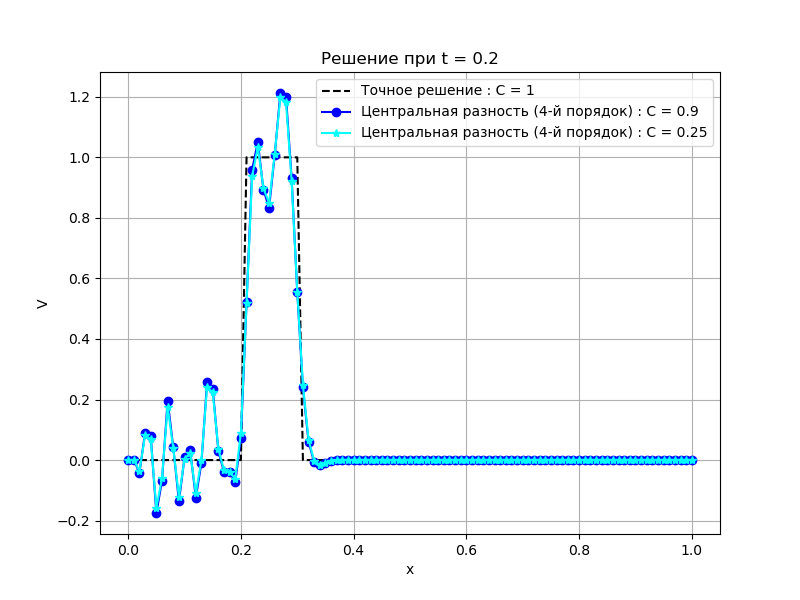 Решение при t = 0.2
Точное решение : C = 1
Центральная разность (4-й порядок) : C = 0.9
Центральная разность (4-й порядок) : C = 0.25
1.2
1.0
0.8
0.6
0.4
0.2
0.0
−0.2
V
0.0 0.2 0.4 0.6 0.8 1.0
x